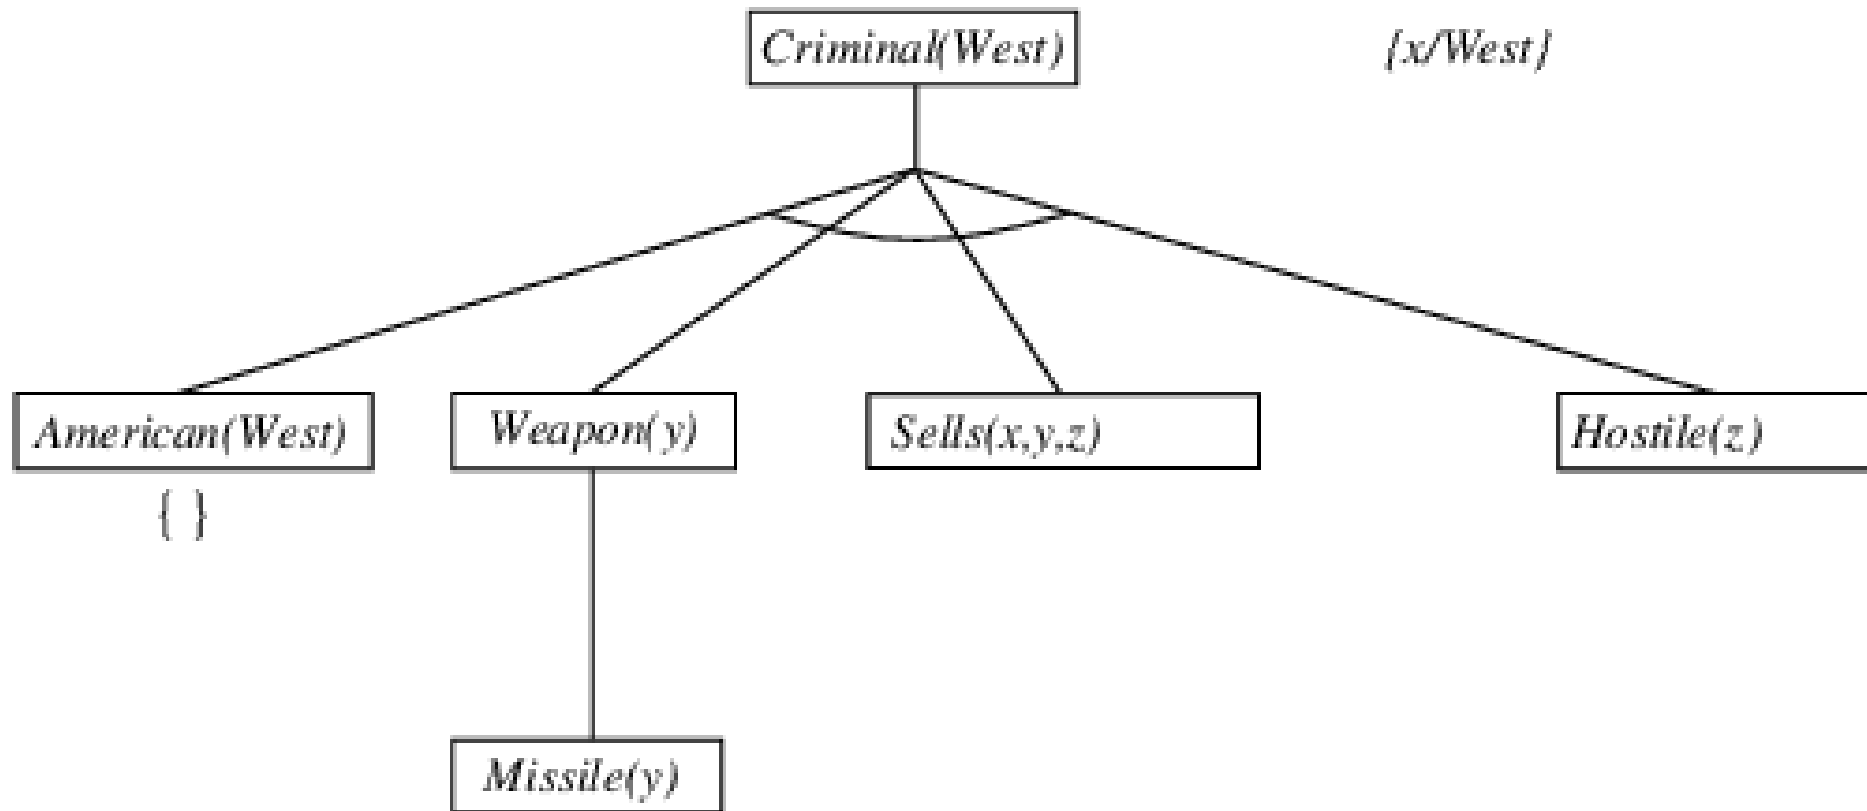 Criminal(West)
{x/West}
American(West)
Weapon(y)
Sells(x,y,z)
Hostile(z)
{ }
Missile(y)